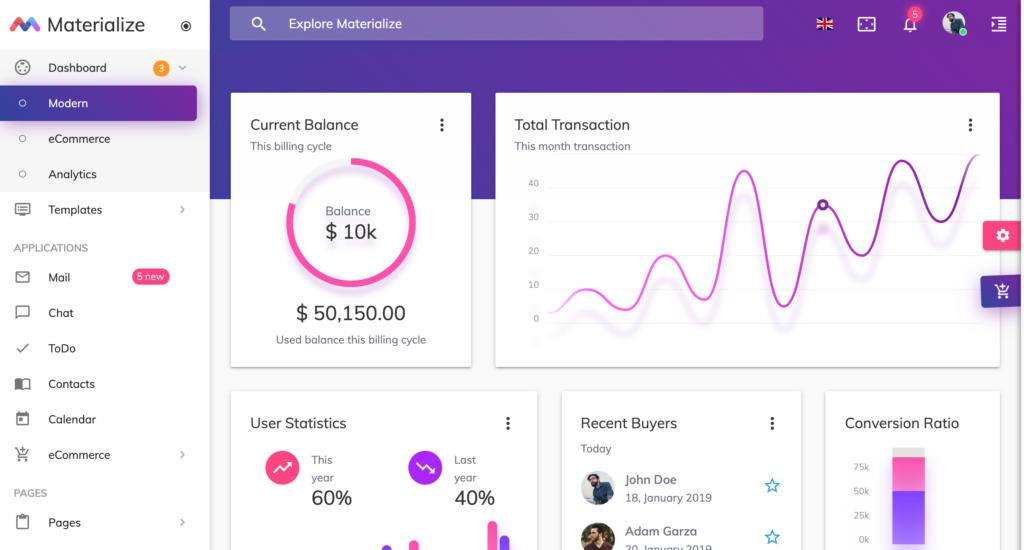 Materialize
Explore Materialize
5
Dashboard 3
Modern
eCommerce
Analytics
Templates
APPLICATIONS
Mail 5 new
Chat
ToDo
Contacts
Calendar
eCommerce
PAGES
Pages
Current Balance
This billing cycle
Balance
$ 10k
$ 50,150.00
Used balance this billing cycle
Total Transaction
This month transaction
40
30
20
10
0
User Statistics
This
year
60%
Last
year
40%
Recent Buyers
Today
John Doe
18, January 2019
Adam Garza
20, January 2019
Conversion Ratio
75k
50k
25k
0k